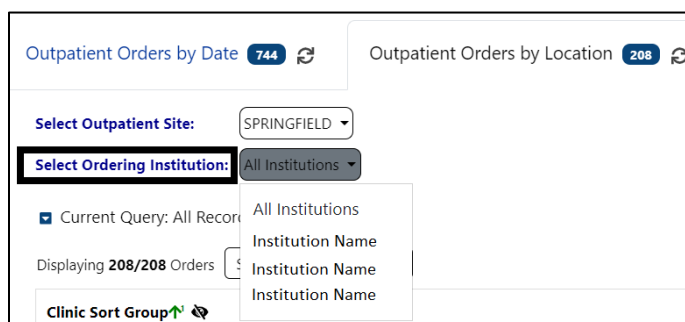 Outpatient Orders by Date 744
Outpatient Orders by Location 208
Select Outpatient Site: SPRINGFIELD
Select Ordering Institution: All Institutions
All Institutions
Current Query: All
Institution Name
Displaying 208/208 Orders
Institution Name
Institution Name
Clinic Sort Group